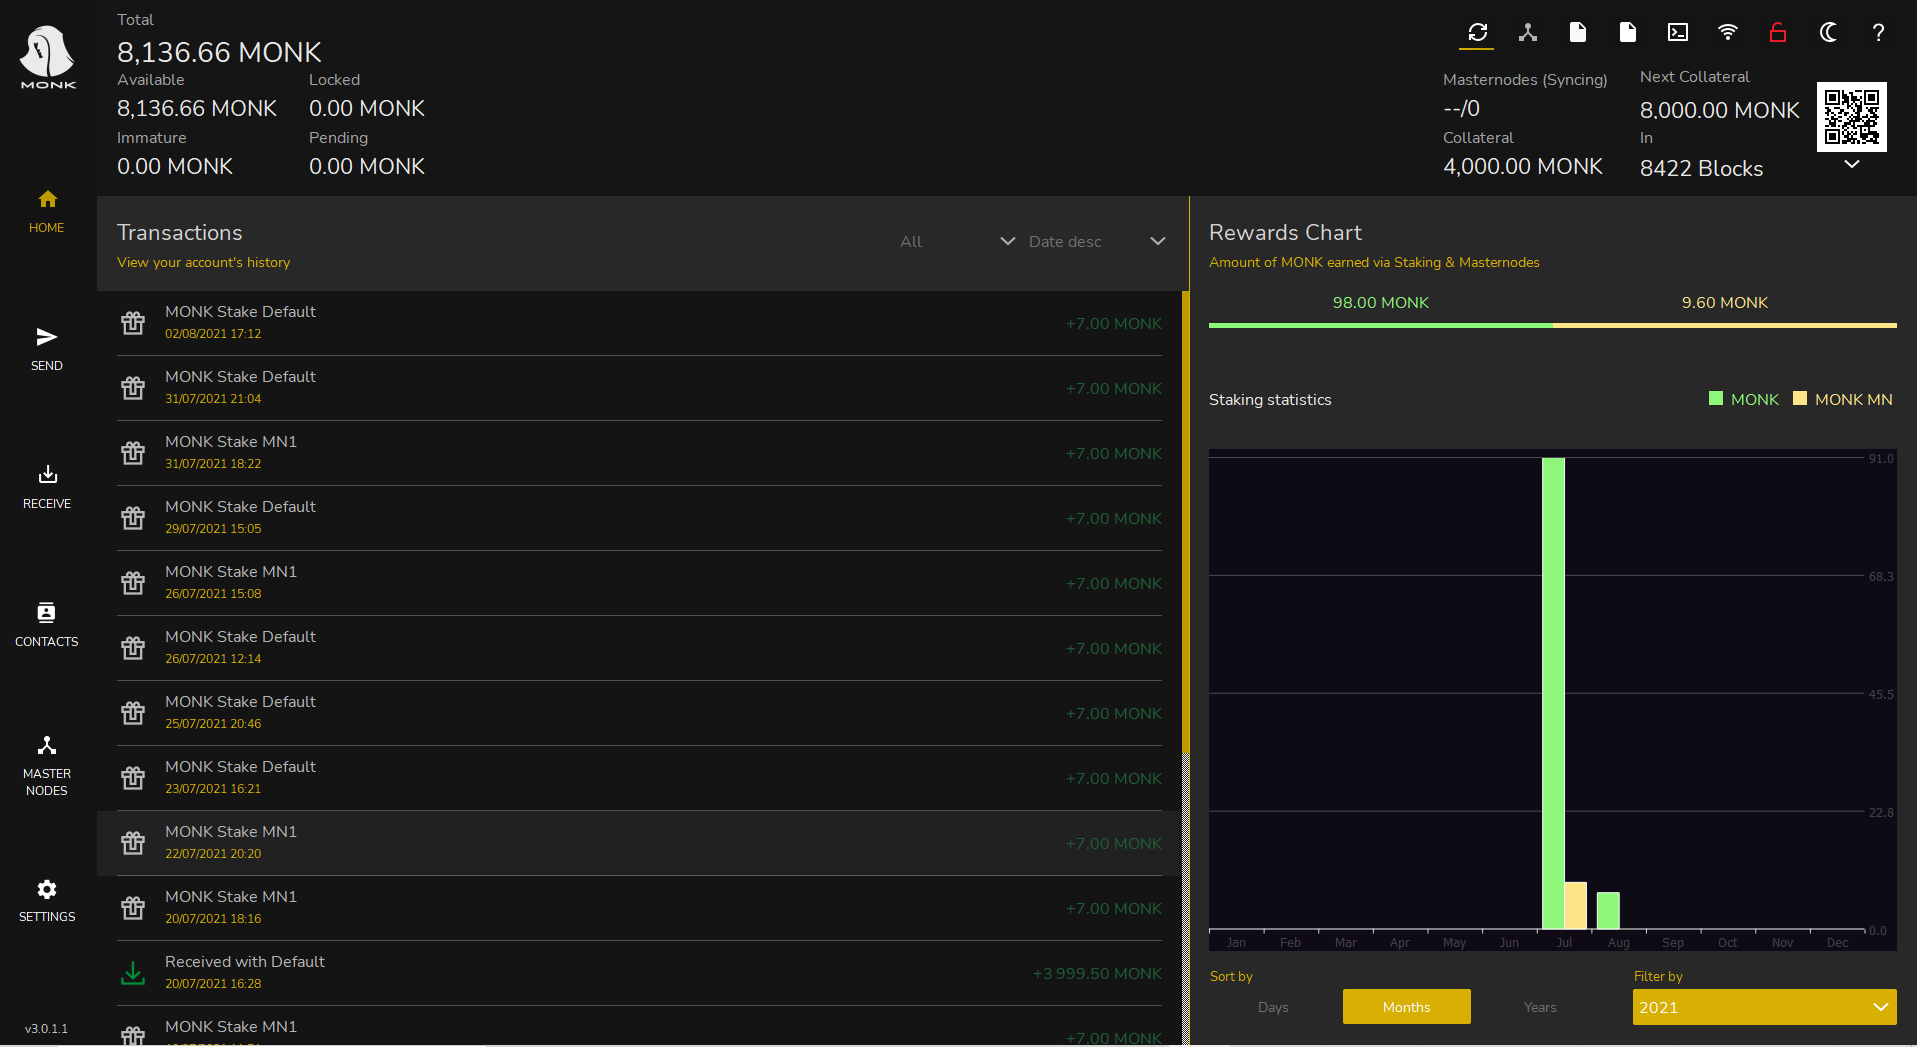 MONK
HOME
SEND
RECEIVE
CONTACTS
MASTER
NODES
SETTINGS
v3.0.1.1
Total
8,136.66 MONK
Available
8,136.66 MONK
Locked
0.00 MONK
Immature
0.00 MONK
Pending
0.00 MONK
Masternodes (Syncing)
--/0
Collateral
4,000.00 MONK
Next Collateral
8,000.00 MONK
In
8422 Blocks
Transactions
View your account's history
All
Date desc
MONK Stake Default
02/08/2021 17:12
+7.00 MONK
MONK Stake Default
31/07/2021 21:04
+7.00 MONK
MONK Stake MN1
31/07/2021 18:22
+7.00 MONK
MONK Stake Default
29/07/2021 15:05
+7.00 MONK
MONK Stake MN1
26/07/2021 15:08
+7.00 MONK
MONK Stake Default
26/07/2021 12:14
+7.00 MONK
MONK Stake Default
25/07/2021 20:46
+7.00 MONK
MONK Stake Default
23/07/2021 16:21
+7.00 MONK
MONK Stake MN1
22/07/2021 20:20
+7.00 MONK
MONK Stake MN1
20/07/2021 18:16
+7.00 MONK
Received with Default
20/07/2021 16:28
+3 999.50 MONK
MONK Stake MN1
+7.00 MONK
Rewards Chart
Amount of MONK earned via Staking & Masternodes
98.00 MONK
9.60 MONK
Staking statistics
MONK
MONK MN
91.0
68.3
45.5
22.8
0.0
Jan Feb Mar Apr May Jun Jul Aug Sep Oct Nov Dec
Sort by
Days
Months
Years
Filter by
2021